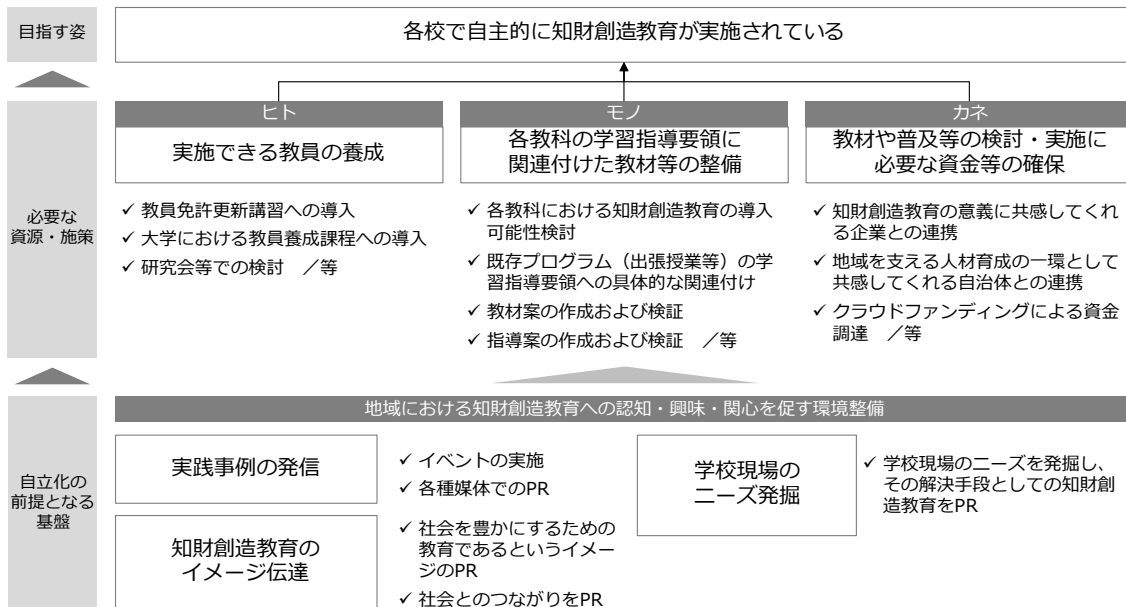 目指す姿
各校で自主的に知財創造教育が実施されている
必要な
資源・施策
ヒト
実施できる教員の養成
✓ 教員免許更新講習への導入
✓ 大学における教員養成課程への導入
✓ 研究会等での検討　／等
モノ
各教科の学習指導要領に
関連付けた教材等の整備
✓ 各教科における知財創造教育の導入
可能性検討
✓ 既存プログラム（出張授業等）の学
習指導要領への具体的な関連付け
✓ 教材案の作成および検証
✓ 指導案の作成および検証　／等
カネ
教材や普及等の検討・実施に
必要な資金等の確保
✓ 知財創造教育の意義に共感してくれ
る企業との連携
✓ 地域を支える人材育成の一環として
共感してくれる自治体との連携
✓ クラウドファンディングによる資金
調達　／等
自立化の
前提となる
基盤
地域における知財創造教育への認知・興味・関心を促す環境整備
実践事例の発信
✓ イベントの実施
✓ 各種媒体でのPR
知財創造教育の
イメージ伝達
✓ 社会を豊かにするための
教育であるというイメー
ジのPR
✓ 社会とのつながりをPR
学校現場の
ニーズ発掘
✓ 学校現場のニーズを発掘し、
その解決手段としての知財創
造教育をPR